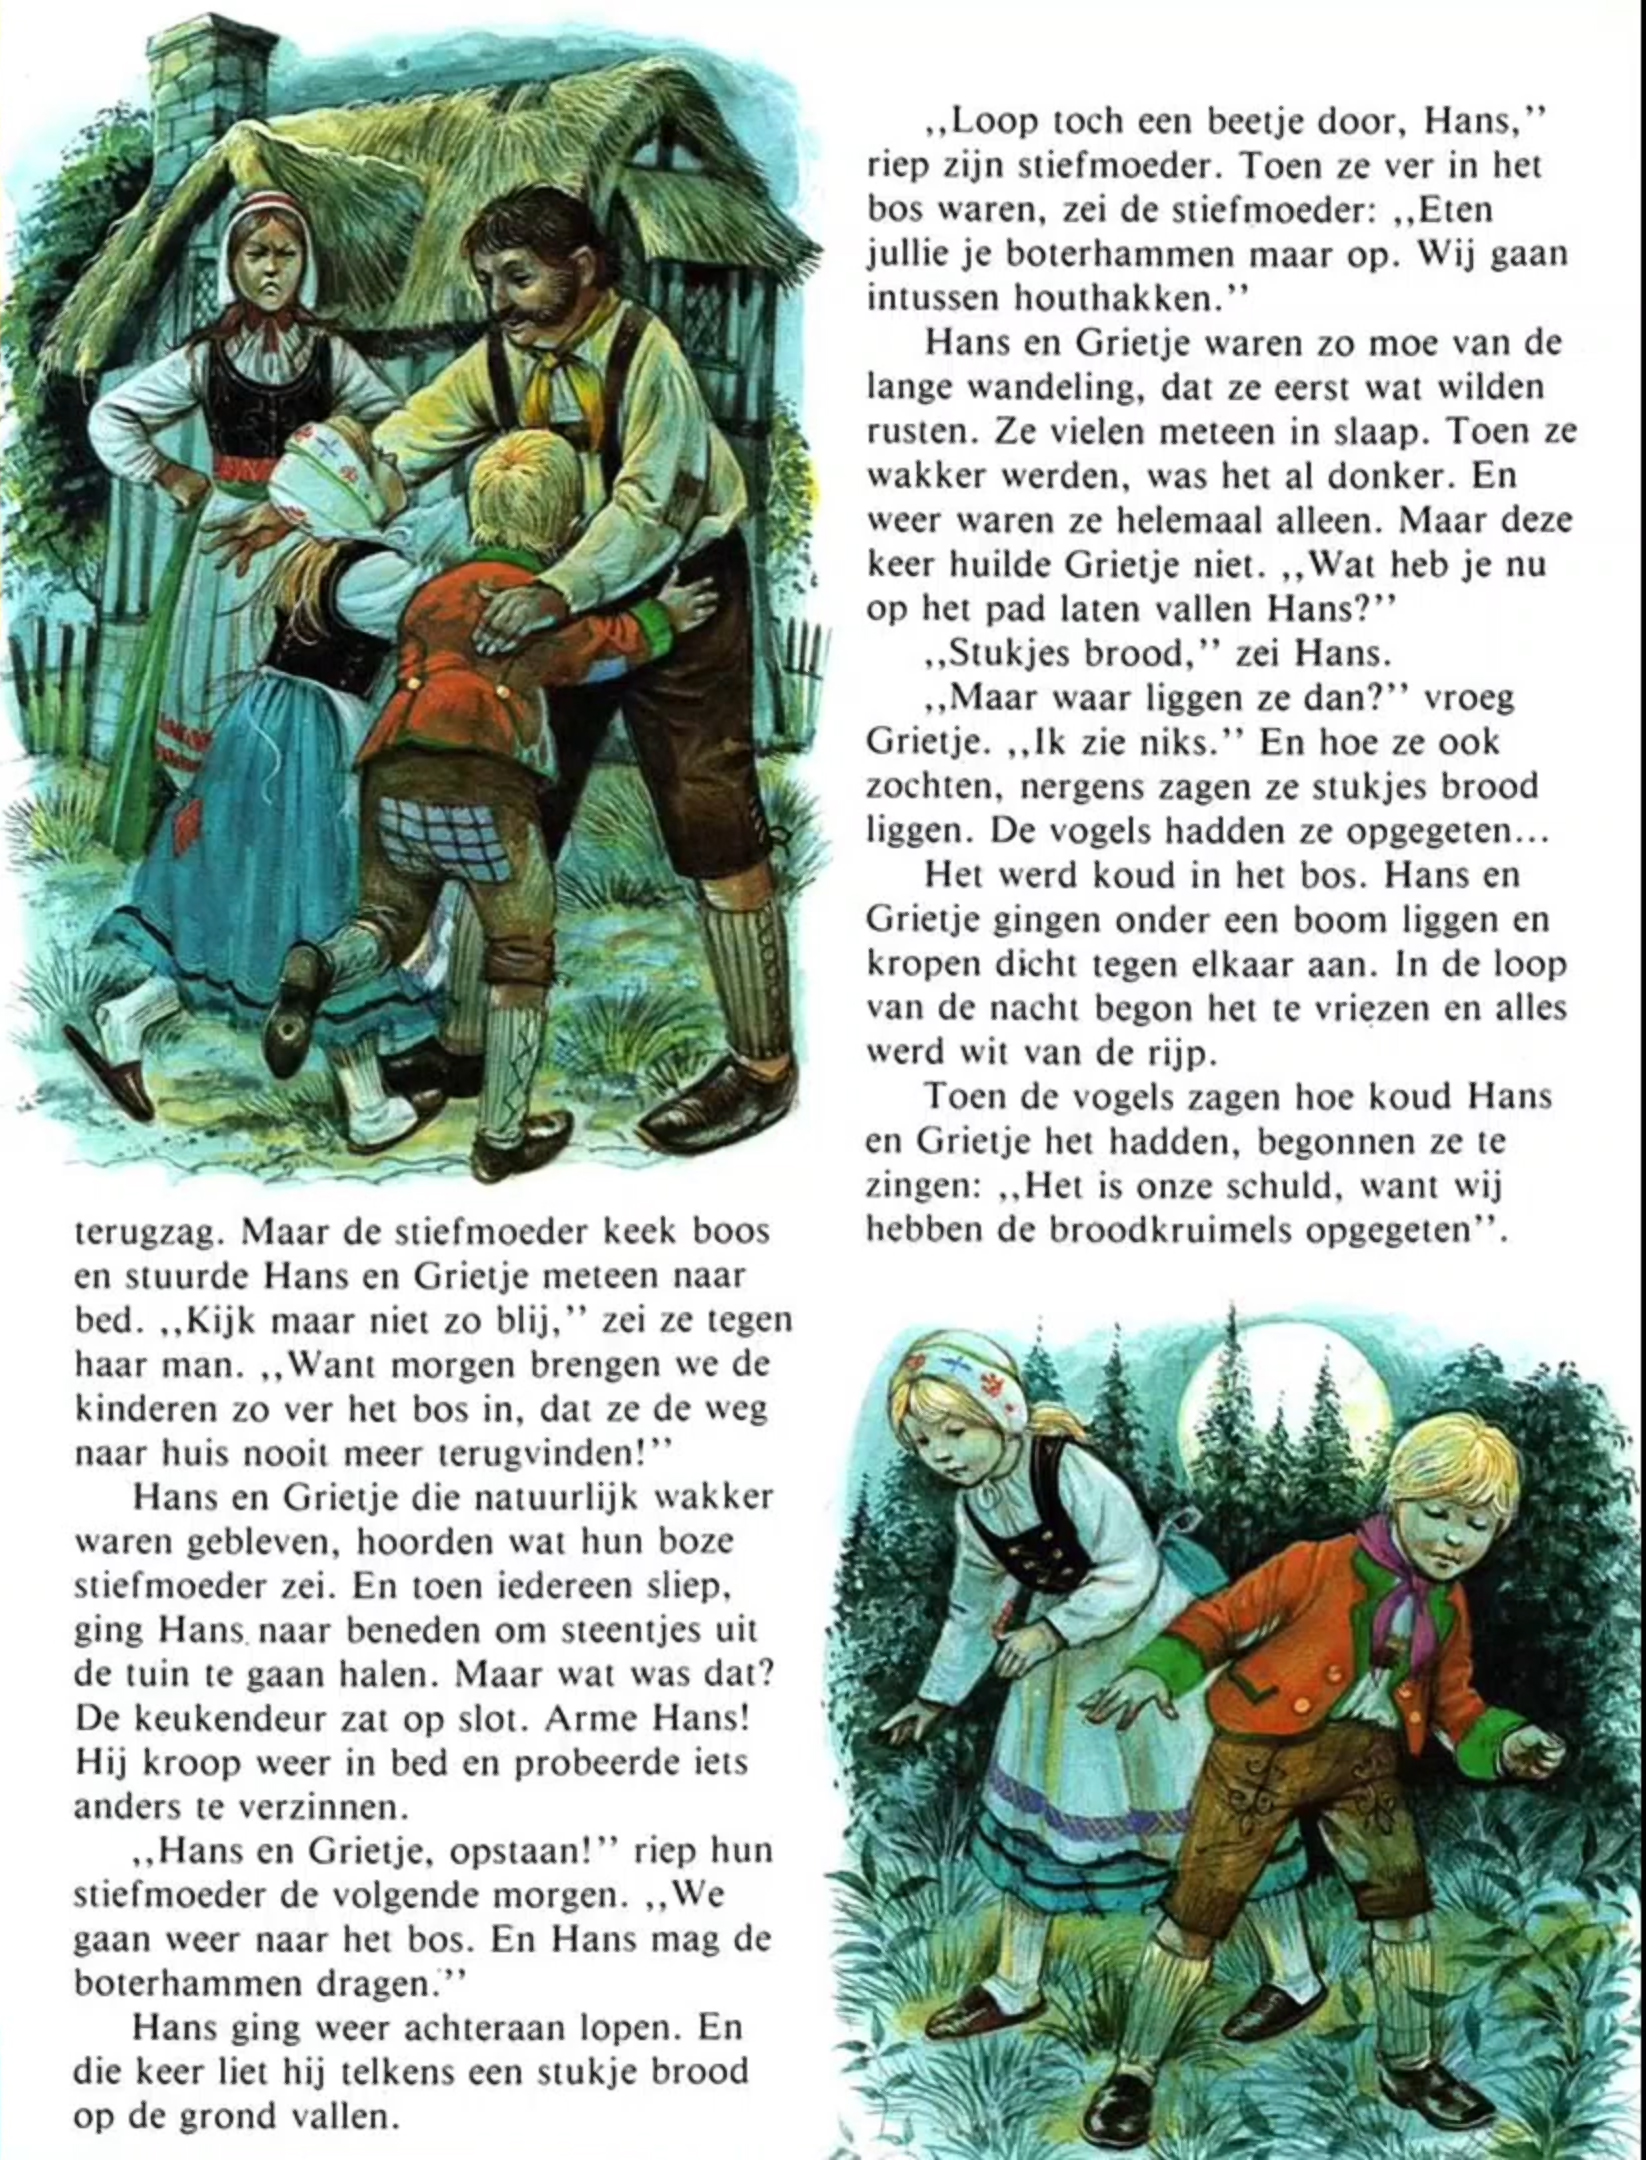 terugzag. Maar de stiefmoeder keek boos
en stuurde Hans en Grietje meteen naar
bed. ,,Kijk maar niet zo blij,’’ zei ze tegen
haar man. ,,Want morgen brengen we de
kinderen zo ver het bos in, dat ze de weg
naar huis nooit meer terugvinden!’’
Hans en Grietje die natuurlijk wakker
waren gebleven, hoorden wat hun boze
stiefmoeder zei. En toen iedereen sliep,
ging Hans naar beneden om steentjes uit
de tuin te gaan halen. Maar wat was dat?
De keukendeur zat op slot. Arme Hans!
Hij kroop weer in bed en probeerde iets
anders te verzinnen.
,,Hans en Grietje, opstaan!’’ riep hun
stiefmoeder de volgende morgen. ,,We
gaan weer naar het bos. En Hans mag de
boterhammen dragen.’’
Hans ging weer achteraan lopen. En
die keer liet hij telkens een stukje brood
op de grond vallen.
,,Loop toch een beetje door, Hans,’’
riep zijn stiefmoeder. Toen ze ver in het
bos waren, zei de stiefmoeder: ,,Eten
jullie je boterhammen maar op. Wij gaan
intussen houthakken.’’
Hans en Grietje waren zo moe van de
lange wandeling, dat ze eerst wat wilden
rusten. Ze vielen meteen in slaap. Toen ze
wakker werden, was het al donker. En
weer waren ze helemaal alleen. Maar deze
keer huilde Grietje niet. ,,Wat heb je nu
op het pad laten vallen Hans?’’
,,Stukjes brood,’’ zei Hans.
,,Maar waar liggen ze dan?’’ vroeg
Grietje. ,,Ik zie niks.’’ En hoe ze ook
zochten, nergens zagen ze stukjes brood
liggen. De vogels hadden ze opgegeten...
Het werd koud in het bos. Hans en
Grietje gingen onder een boom liggen en
kropen dicht tegen elkaar aan. In de loop
van de nacht begon het te vriezen en alles
werd wit van de rijp.
Toen de vogels zagen hoe koud Hans
en Grietje het hadden, begonnen ze te
zingen: ,,Het is onze schuld, want wij
hebben de broodkruimels opgegeten’’.